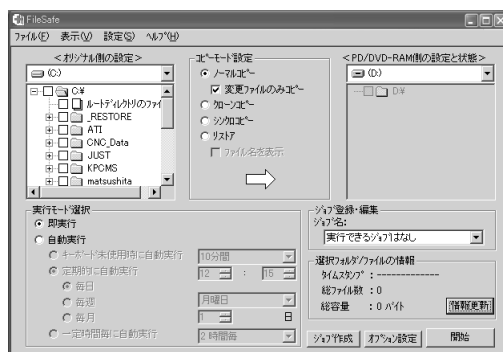 FileSafe
ﾌｧｲﾙ(F) 表示(V) 設定(S) ﾍﾙﾌﾟ(H)
＜ｵﾘｼﾞﾅﾙ側の設定＞
(C:)
C:¥
ﾙｰﾄﾃﾞｨﾚｸﾄﾘのﾌｧｲ
_RESTORE
ATI
CNC_Data
JUST
KPCMS
matsushita
ｺﾋﾟｰﾓｰﾄﾞ設定
ﾉｰﾏﾙｺﾋﾟｰ
変更ﾌｧｲﾙのみｺﾋﾟｰ
ｸﾛｰﾝｺﾋﾟｰ
ｼﾝｸﾛｺﾋﾟｰ
ﾘｽﾄｱ
ﾌｧｲﾙ名を表示
＜PD/DVD-RAM側の設定と状態＞
(D:)
D:¥
実行ﾓｰﾄﾞ選択
即実行
自動実行
ｷｰﾎﾞｰﾄﾞ未使用時に自動実行 10分間
定期的に自動実行 12 : 15
毎日
毎週 月曜日
毎月 1 日
一定時間毎に自動実行 2 時間毎
ｼﾞｮﾌﾞ登録・編集
ｼﾞｮﾌﾞ名:
実行できるｼﾞｮﾌﾞはなし
選択ﾌｫﾙﾀﾞ/ﾌｧｲﾙの情報
ﾀｲﾑｽﾀﾝﾌﾟ : -------------
総ﾌｧｲﾙ数 : 0
総容量 : 0 ﾊﾞｲﾄ 情報更新
ｼﾞｮﾌﾞ作成 ｵﾌﾟｼｮﾝ設定 開始